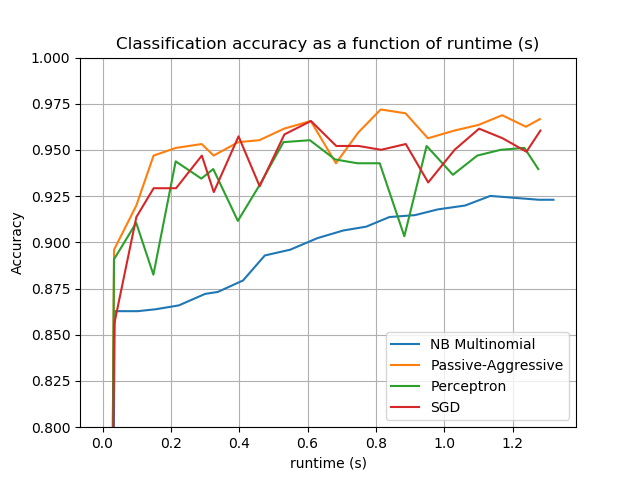 Classification accuracy as a function of runtime (s)
1.000
0.975
0.950
0.925
0.900
0.875
0.850
0.825
0.800
Accuracy
0.0 0.2 0.4 0.6 0.8 1.0 1.2
runtime (s)
NB Multinomial
Passive-Aggressive
Perceptron
SGD